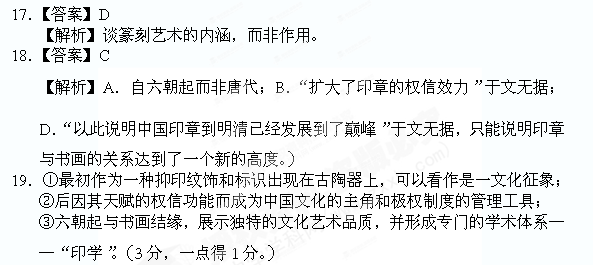 17.【答案】D
【解析】谈篆刻艺术的内涵，而非作用。
18.【答案】C
【解析】A．自六朝起而非唐代；B．“扩大了印章的权信效力”于文无据；
D．“以此说明中国印章到明清已经发展到了巅峰”于文无据，只能说明印章
与书画的关系达到了一个新的高度。）
19．①最初作为一种抑印纹饰和标识出现在古陶器上，可以看作是一文化征象；
②后因其天赋的权信功能而成为中国文化的主角和极权制度的管理工具；
③六朝起与书画结缘，展示独特的文化艺术品质，并形成专门的学术体系—
—“印学”。（3分，一点得1分。）